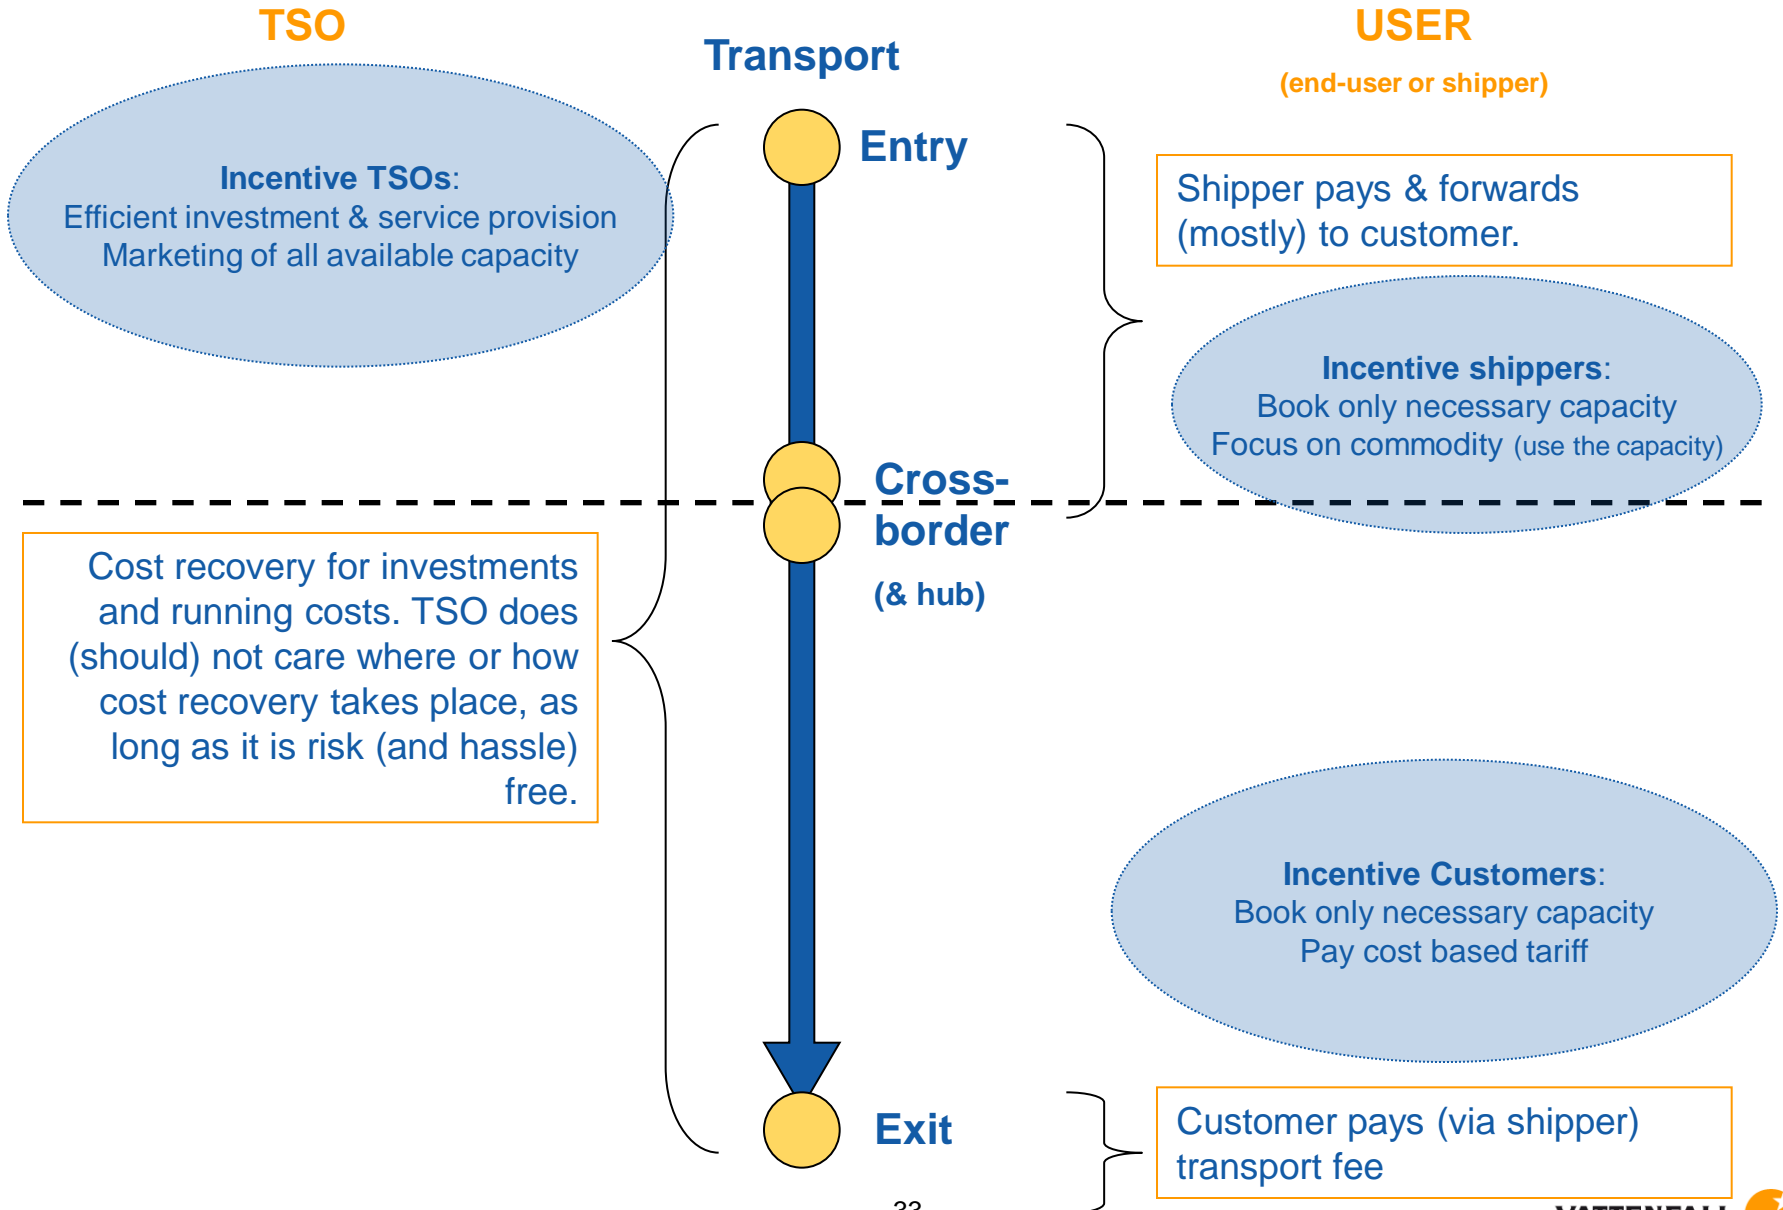 TSO
Transport
USER
(end-user or shipper)
Incentive TSOs:
Efficient investment & service provision
Marketing of all available capacity
Entry
Shipper pays & forwards
(mostly) to customer.
Incentive shippers:
Book only necessary capacity
Focus on commodity (use the capacity)
Cross-
border
(& hub)
Cost recovery for investments
and running costs. TSO does
(should) not care where or how
cost recovery takes place, as
long as it is risk (and hassle)
free.
Incentive Customers:
Book only necessary capacity
Pay cost based tariff
Exit
Customer pays (via shipper)
transport fee
VATTENFALL